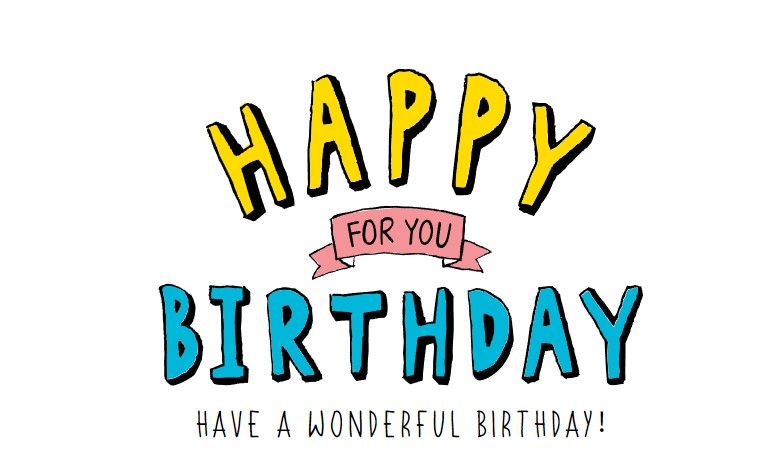 HAPPY
FOR YOU
BIRTHDAY
HAVE A WONDERFUL BIRTHDAY!